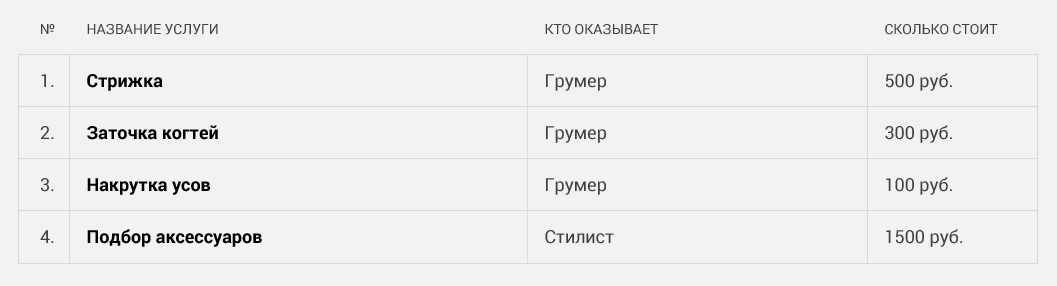 № НАЗВАНИЕ УСЛУГИ КТО ОКАЗЫВАЕТ СКОЛЬКО СТОИТ
1. Стрижка Грумер 500 руб.
2. Заточка когтей Грумер 300 руб.
3. Накрутка усов Грумер 100 руб.
4. Подбор аксессуаров Стилист 1500 руб.